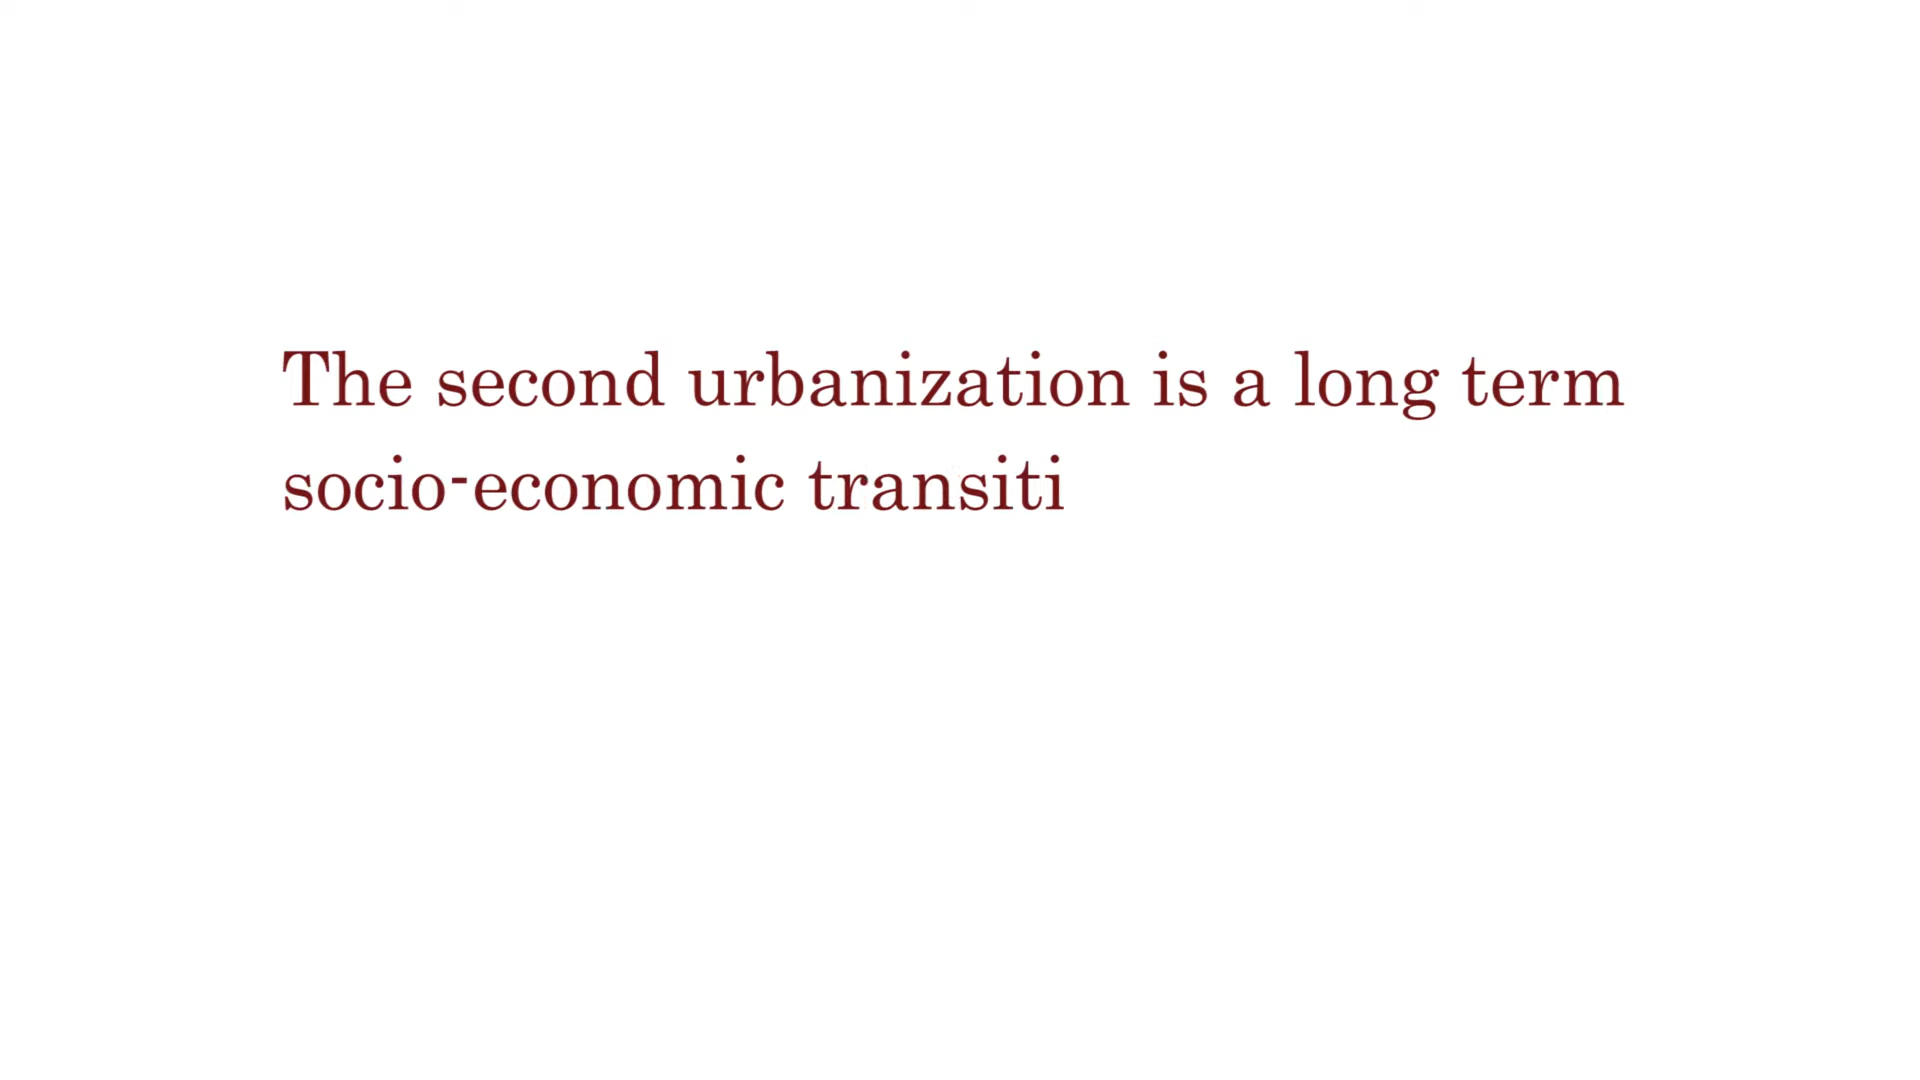 The second urbanization is a long term
socio-economic transiti